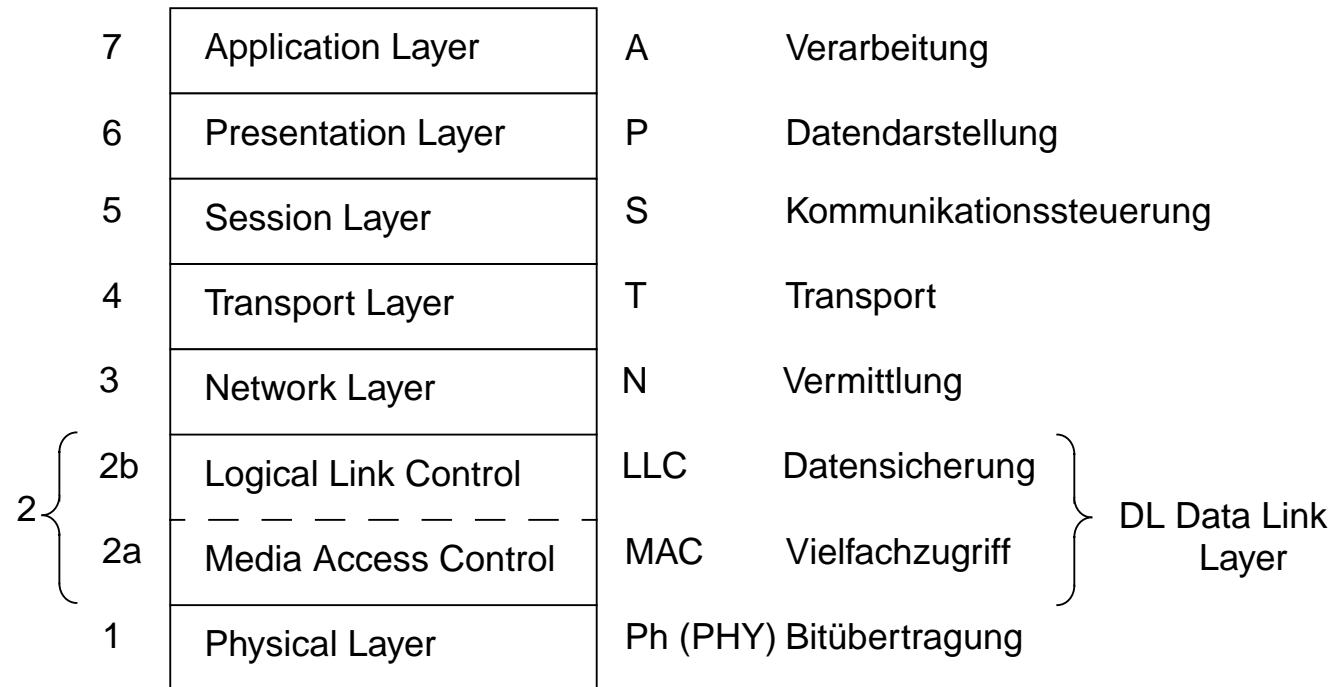 7 Application Layer A Verarbeitung
6 Presentation Layer P Datendarstellung
5 Session Layer S Kommunikationssteuerung
4 Transport Layer T Transport
3 Network Layer N Vermittlung
2b Logical Link Control LLC Datensicherung
2 DL Data Link
2a Media Access Control MAC Vielfachzugriff Layer
1 Physical Layer Ph (PHY) Bitübertragung